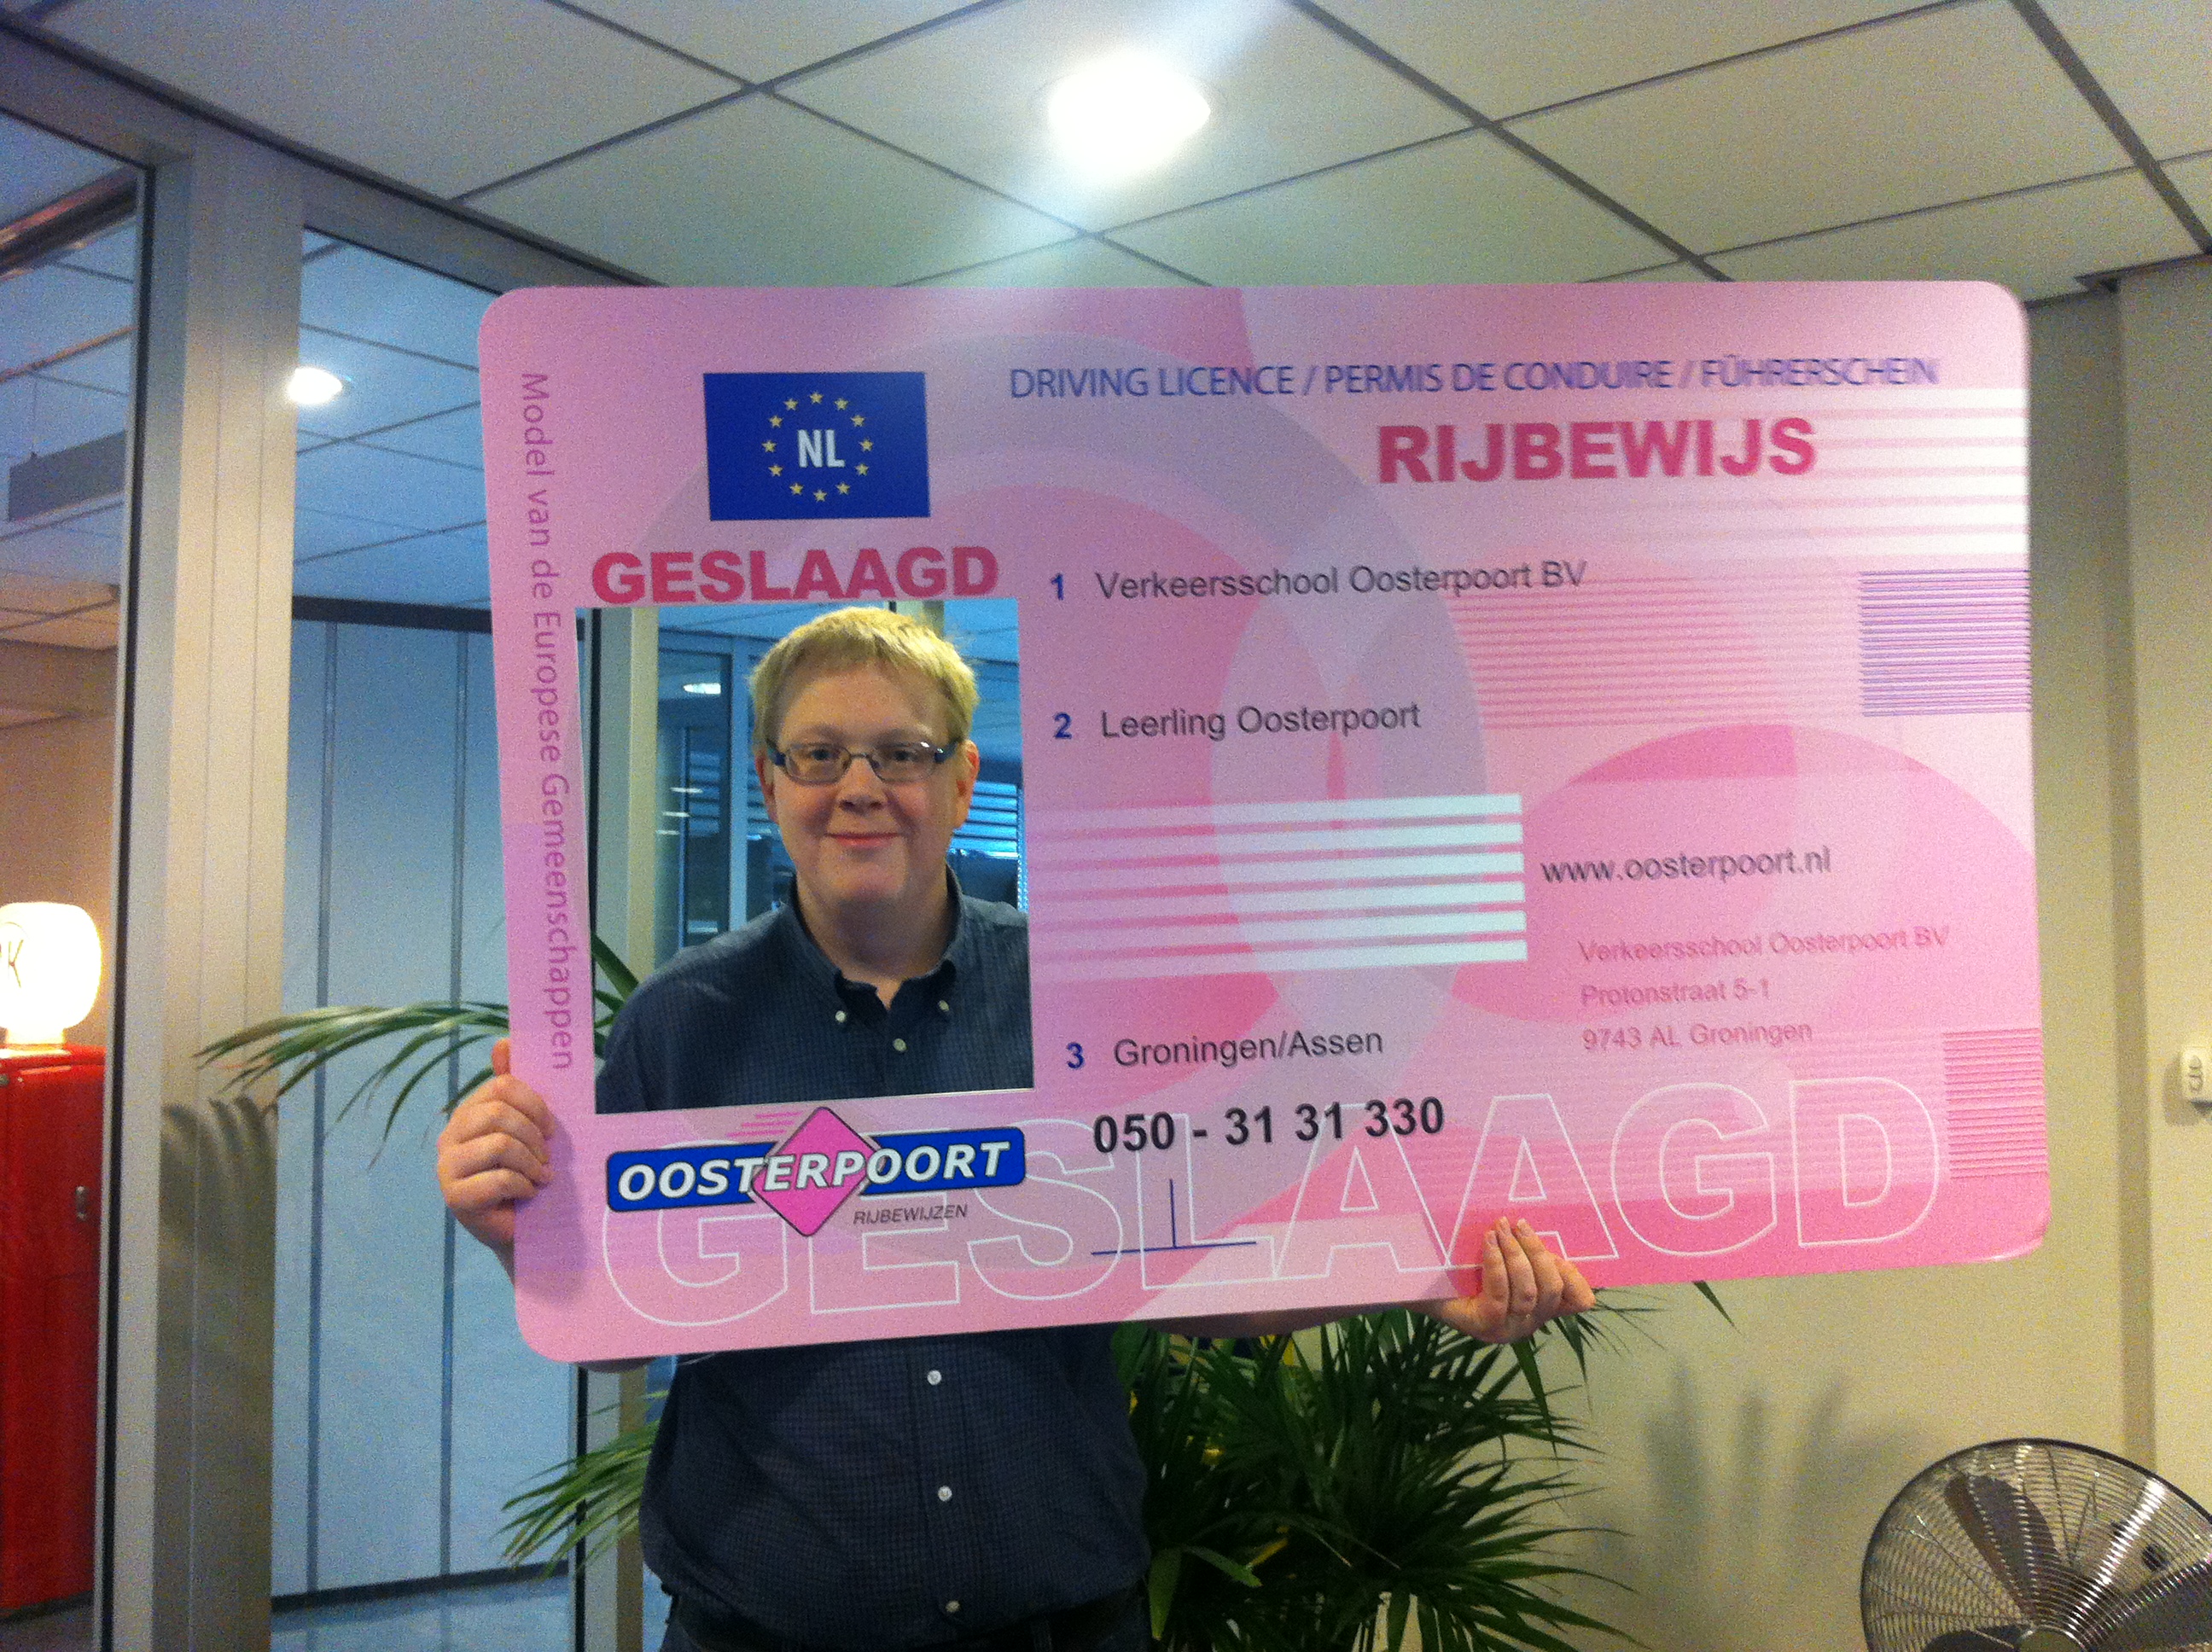 DRIVING LICENCE / PERMIS DE CONDUIRE / FÜHRERSCHEIN
RIJBEWIJS
NL
Model van de Europese Gemeenschappen
GESLAAGD
1 Verkeersschool Oosterpoort BV
2 Leerling Oosterpoort
www.oosterpoort.nl
Verkeersschool Oosterpoort BV
Protonstraat 5-1
9743 AL Groningen
3 Groningen/Assen
050 - 31 31 330
OOSTERPOORT
RIJBEWIJZEN
L
GESLAAGD